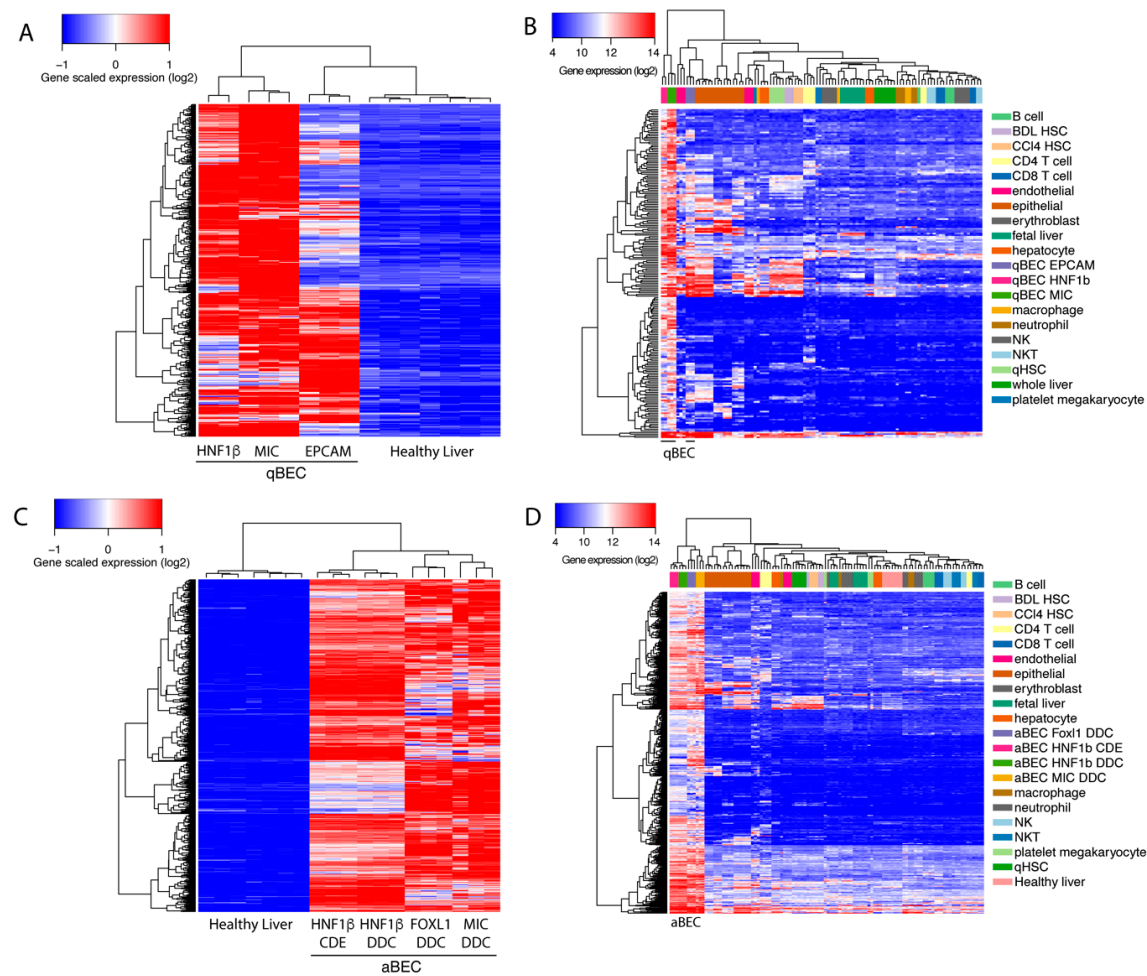 A
−1 0 1
Gene scaled expression (log2)
HNF1β MIC EPCAM Healthy Liver
qBEC
B
4 10 12 14
Gene expression (log2)
qBEC
B cell
BDL HSC
CCl4 HSC
CD4 T cell
CD8 T cell
endothelial
epithelial
erythroblast
fetal liver
hepatocyte
qBEC EPCAM
qBEC HNF1b
qBEC MIC
macrophage
neutrophil
NK
NKT
qHSC
whole liver
platelet megakaryocyte
C
−1 0 1
Gene scaled expression (log2)
Healthy Liver HNF1β HNF1β FOXL1 MIC
CDE DDC DDC DDC
aBEC
D
4 10 12 14
Gene expression (log2)
aBEC
B cell
BDL HSC
CCl4 HSC
CD4 T cell
CD8 T cell
endothelial
epithelial
erythroblast
fetal liver
hepatocyte
aBEC Foxl1 DDC
aBEC HNF1b CDE
aBEC HNF1b DDC
aBEC MIC DDC
macrophage
neutrophil
NK
NKT
platelet megakaryocyte
qHSC
Healthy liver